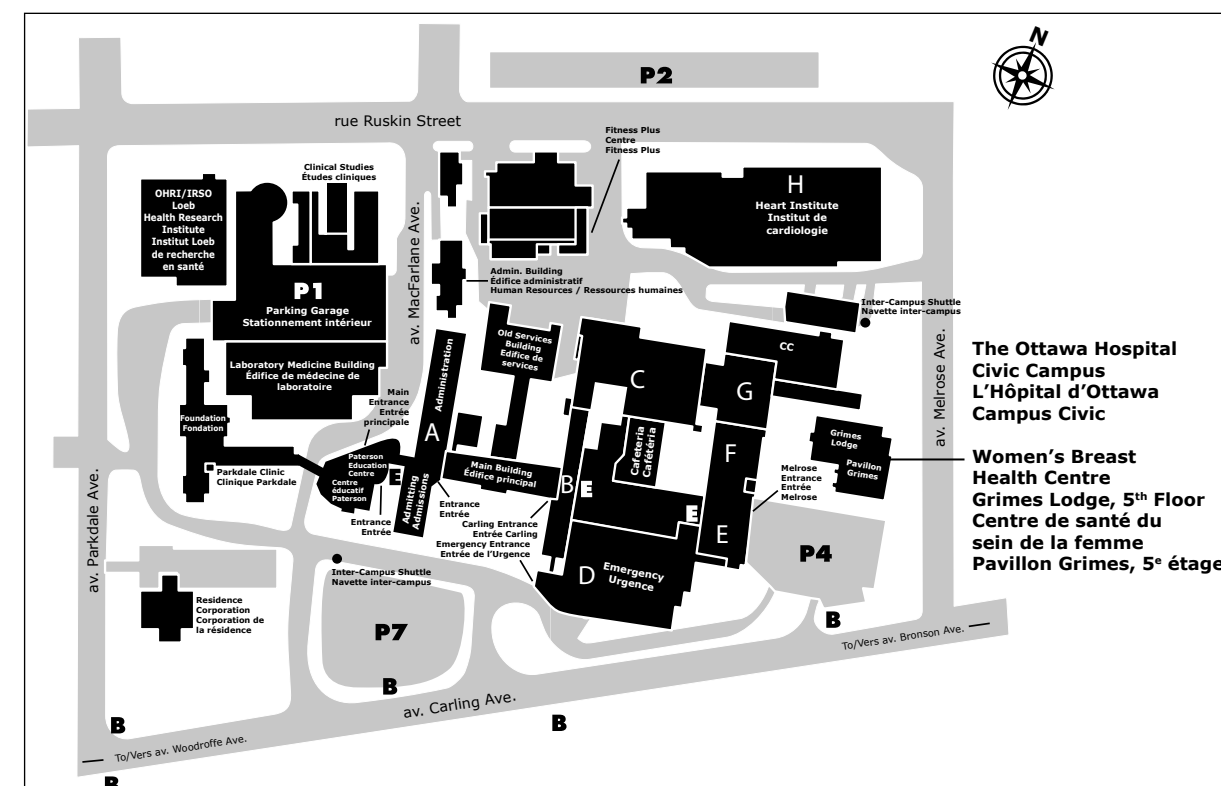 N
P2
rue Ruskin Street
Fitness Plus
Centre
Fitness Plus
Clinical Studies
Études cliniques
OHRI/IRSO
Loeb
Health Research
Institute
Institut Loeb
de recherche
en santé
H
Heart Institute
Institut de
cardiologie
av. MacFarlane Ave.
Admin. Building
Édifice administratif
Human Resources / Ressources humaines
P1
Parking Garage
Stationnement intérieur
Inter-Campus Shuttle
Navette inter-campus
Old Services
Building
Edifice de
services
Administration
CC
av. Melrose Ave.
The Ottawa Hospital
Civic Campus
L'Hôpital d'Ottawa
Campus Civic
Laboratory Medicine Building
Édifice de médecine de
laboratoire
C
G
Main
Entrance
Entrée
principale
Foundation
Fondation
A
F
Grimes
Lodge
Pavillon
Grimes
Cafeteria
Cafétéria
Women's Breast
Health Centre
Grimes Lodge, 5th Floor
Centre de santé du
sein de la femme
Pavillon Grimes, 5e étage
Paterson
Education
Centre
Centre
éducatif
Paterson
E
Parkdale Clinic
Clinique Parkdale
Main Building
Édifice principal
B
E
Melrose
Entrance
Entrée
Melrose
Admitting
Admissions
Entrance
Entrée
Entrance
Entrée
E
E
Carling Entrance
Entrée Carling
Emergency Entrance
Entrée de l'Urgence
P4
av. Parkdale Ave.
Inter-Campus Shuttle
Navette inter-campus
D
Emergency
Urgence
Residence
Corporation
Corporation de
la résidence
P7
B
To/Vers av. Bronson Ave.
B
av. Carling Ave.
B
B
To/Vers av. Woodroffe Ave.
B